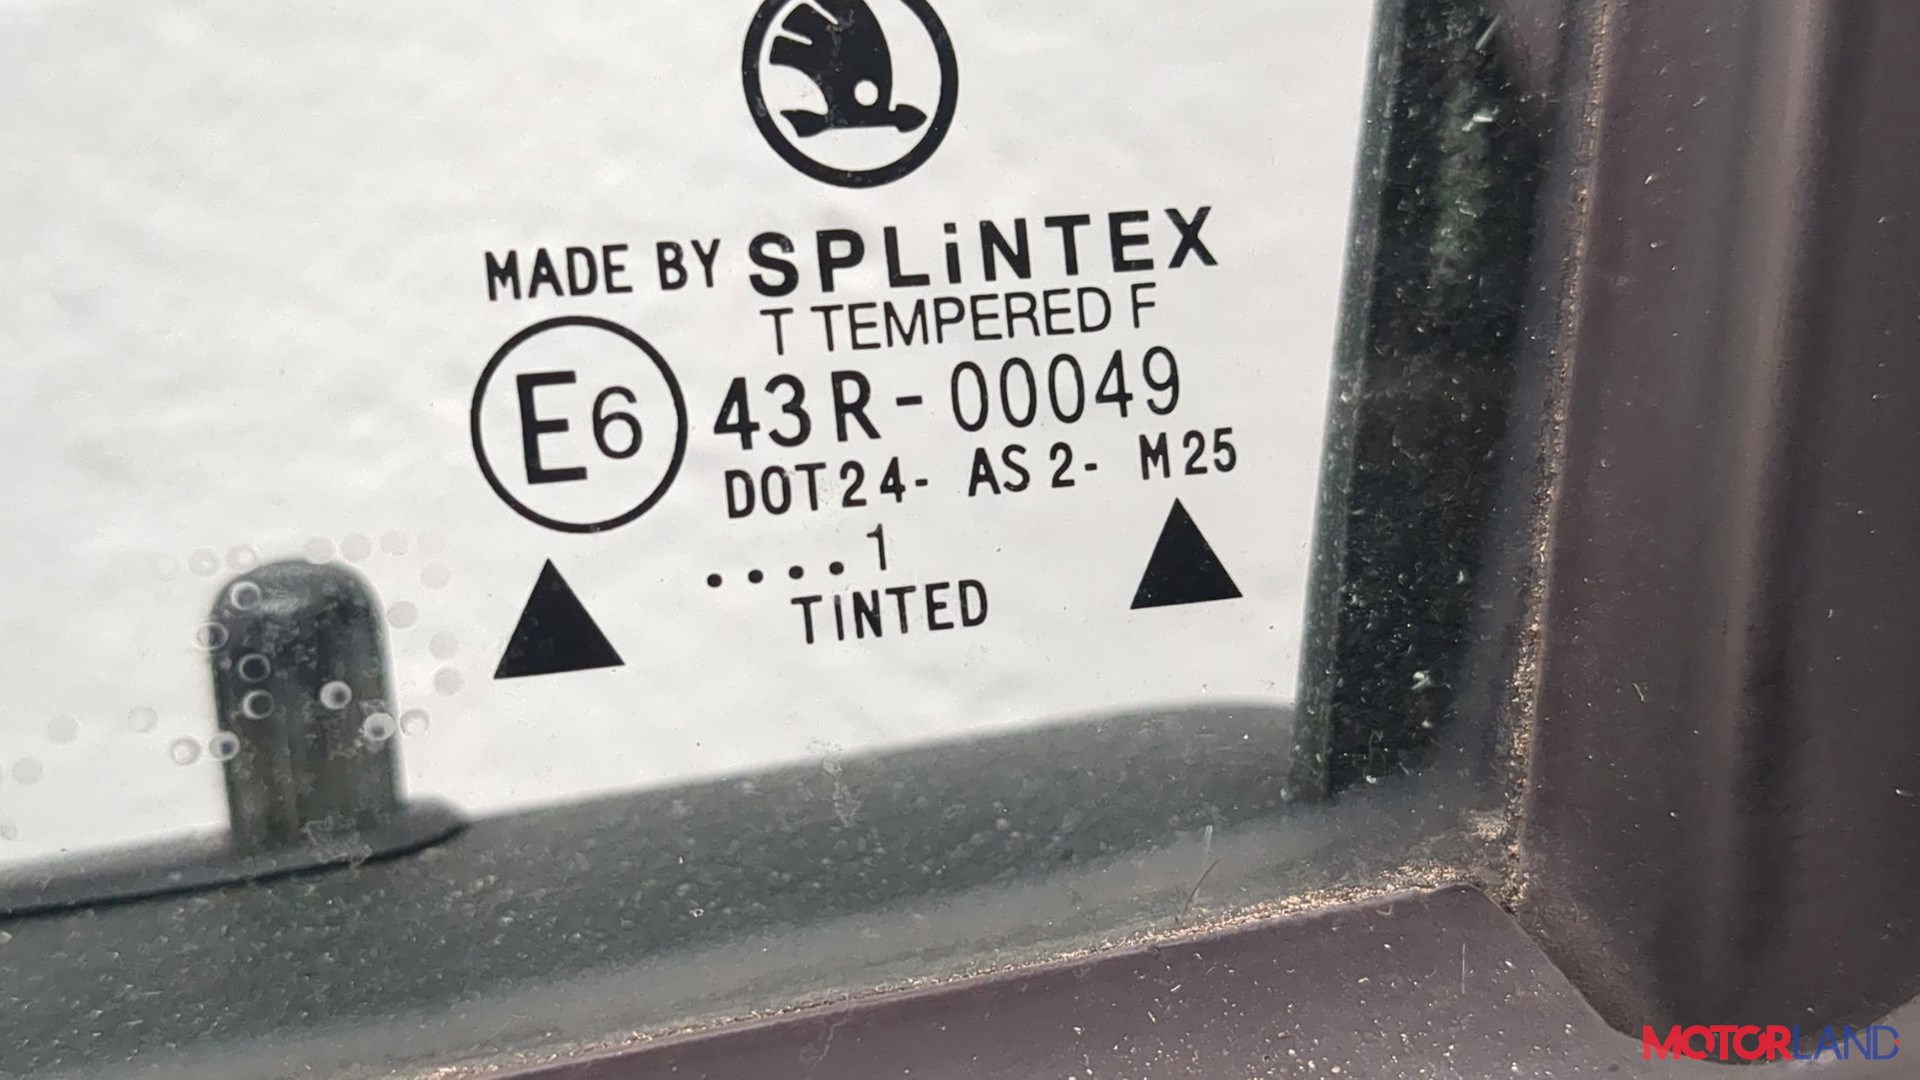 MADE BY SPLiNTEX
T TEMPERED F
E6 43R-00049
DOT24- AS2- M25
....1
TINTED
MOTORLAND